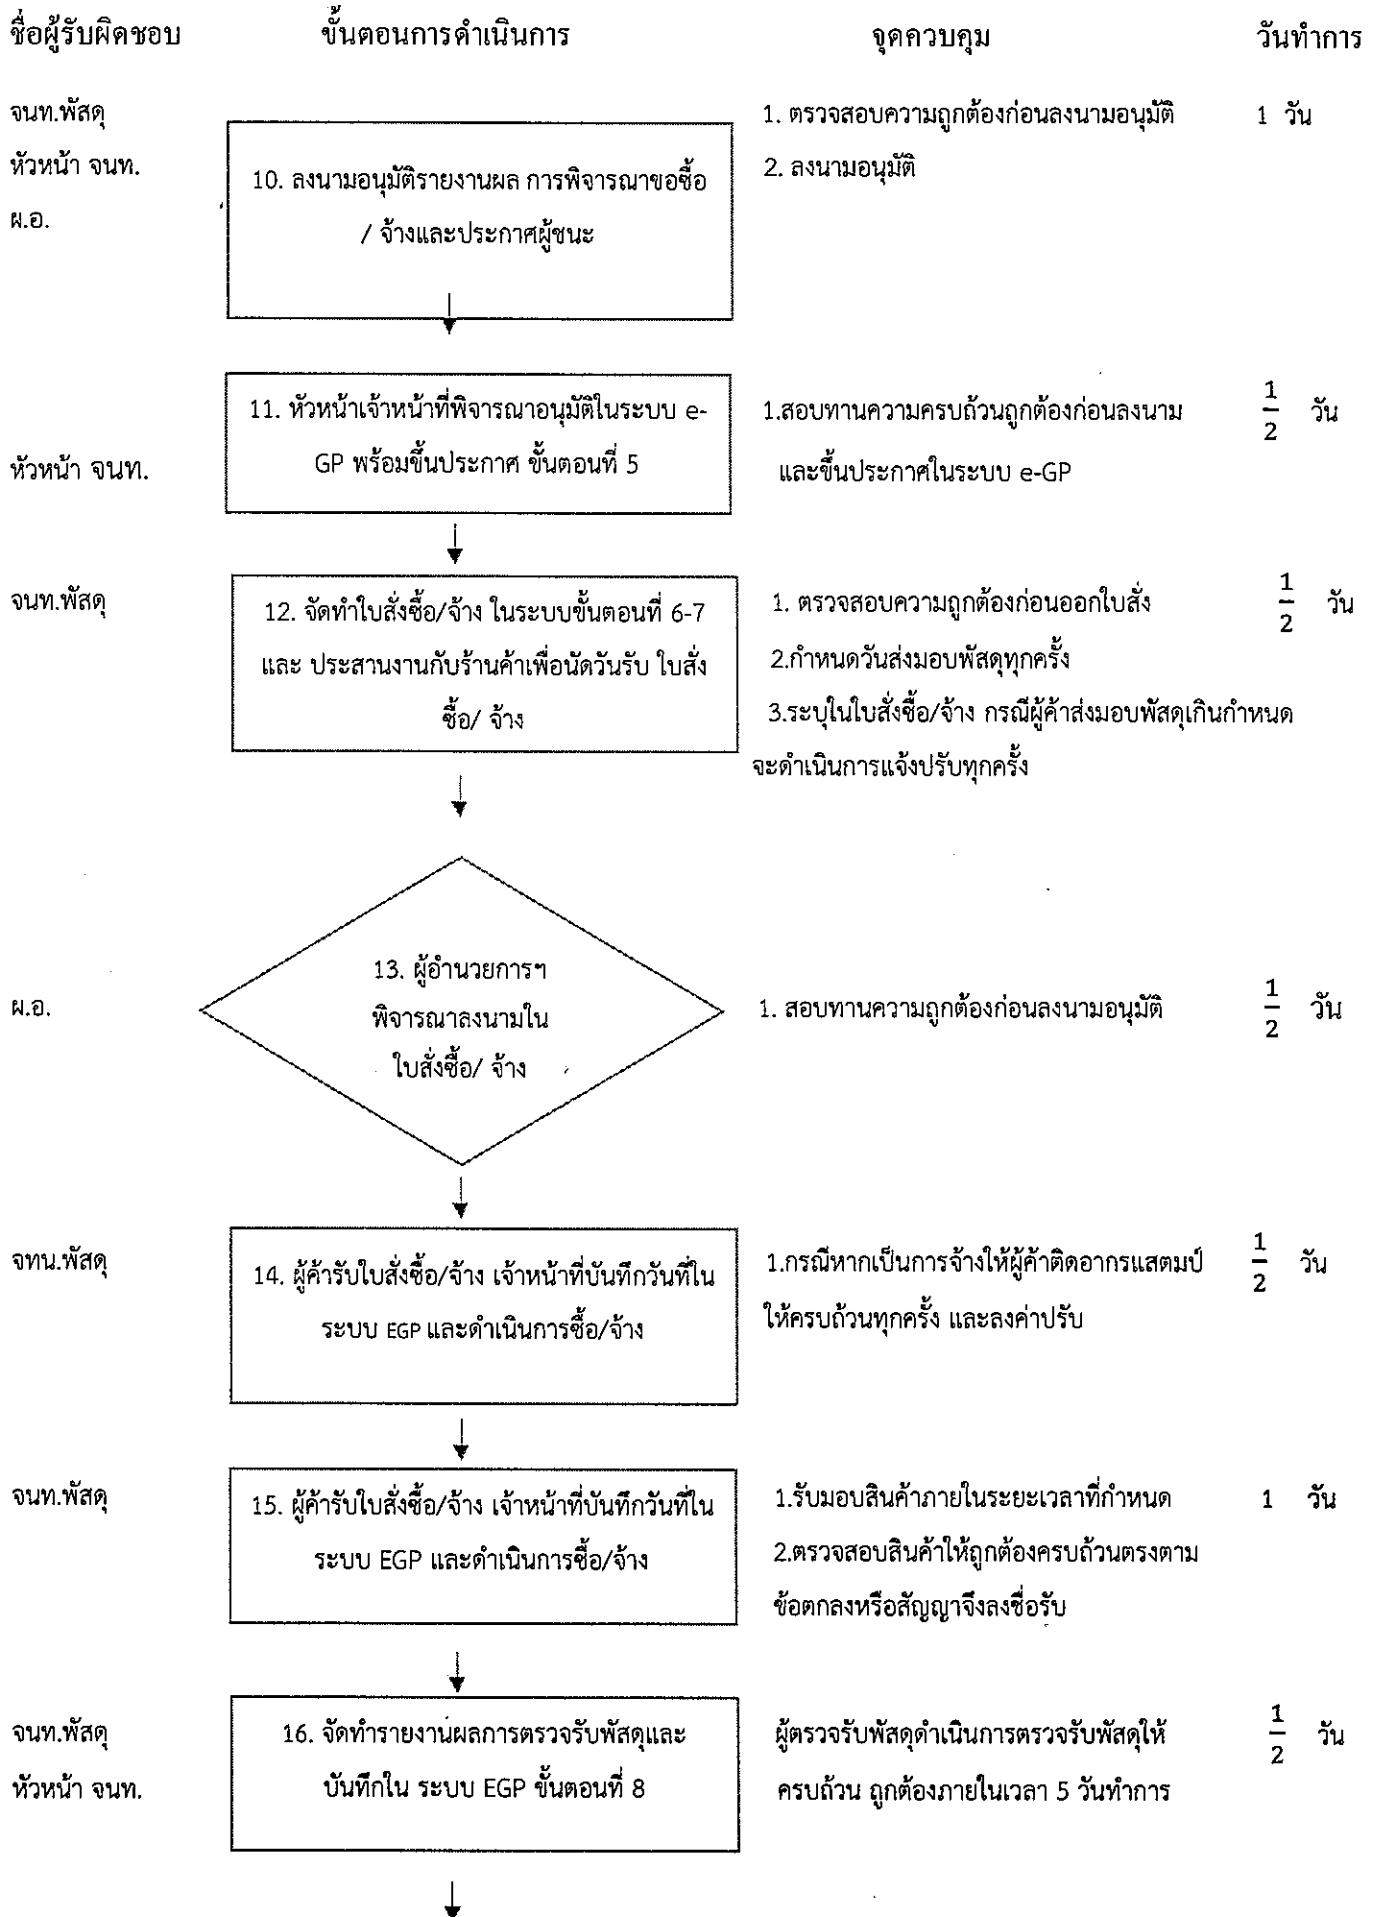 ชื่อผู้รับผิดชอบ ขั้นตอนการดำเนินการ จุดควบคุม วันทำการ
จนท.พัสดุ
หัวหน้า จนท.
ผ.อ.
10. ลงนามอนุมัติรายงานผล การพิจารณาขอซื้อ
/ จ้างและประกาศผู้ชนะ
1. ตรวจสอบความถูกต้องก่อนลงนามอนุมัติ
2. ลงนามอนุมัติ
1 วัน
หัวหน้า จนท.
11. หัวหน้าเจ้าหน้าที่พิจารณาอนุมัติในระบบ e-
GP พร้อมขึ้นประกาศ ขั้นตอนที่ 5
1.สอบทานความครบถ้วนถูกต้องก่อนลงนาม
และขึ้นประกาศในระบบ e-GP
1/2 วัน
จนท.พัสดุ
12. จัดทำใบสั่งซื้อ/จ้าง ในระบบขั้นตอนที่ 6-7
และ ประสานงานกับร้านค้าเพื่อนัดวันรับ ใบสั่ง
ซื้อ/ จ้าง
1. ตรวจสอบความถูกต้องก่อนออกใบสั่ง
2.กำหนดวันส่งมอบพัสดุทุกครั้ง
3.ระบุในใบสั่งซื้อ/จ้าง กรณีผู้ค้าส่งมอบพัสดุเกินกำหนด
จะดำเนินการแจ้งปรับทุกครั้ง
1/2 วัน
ผ.อ.
13. ผู้อำนวยการฯ
พิจารณาลงนามใน
ใบสั่งซื้อ/ จ้าง
1. สอบทานความถูกต้องก่อนลงนามอนุมัติ
1/2 วัน
จทน.พัสดุ
14. ผู้ค้ารับใบสั่งซื้อ/จ้าง เจ้าหน้าที่บันทึกวันที่ใน
ระบบ EGP และดำเนินการซื้อ/จ้าง
1.กรณีหากเป็นการจ้างให้ผู้ค้าติดอากรแสตมป์
ให้ครบถ้วนทุกครั้ง และลงค่าปรับ
1/2 วัน
จนท.พัสดุ
15. ผู้ค้ารับใบสั่งซื้อ/จ้าง เจ้าหน้าที่บันทึกวันที่ใน
ระบบ EGP และดำเนินการซื้อ/จ้าง
1.รับมอบสินค้าภายในระยะเวลาที่กำหนด
2.ตรวจสอบสินค้าให้ถูกต้องครบถ้วนตรงตาม
ข้อตกลงหรือสัญญาจึงลงชื่อรับ
1 วัน
จนท.พัสดุ
หัวหน้า จนท.
16. จัดทำรายงานผลการตรวจรับพัสดุและ
บันทึกใน ระบบ EGP ขั้นตอนที่ 8
ผู้ตรวจรับพัสดุดำเนินการตรวจรับพัสดุให้
ครบถ้วน ถูกต้องภายในเวลา 5 วันทำการ
1/2 วัน